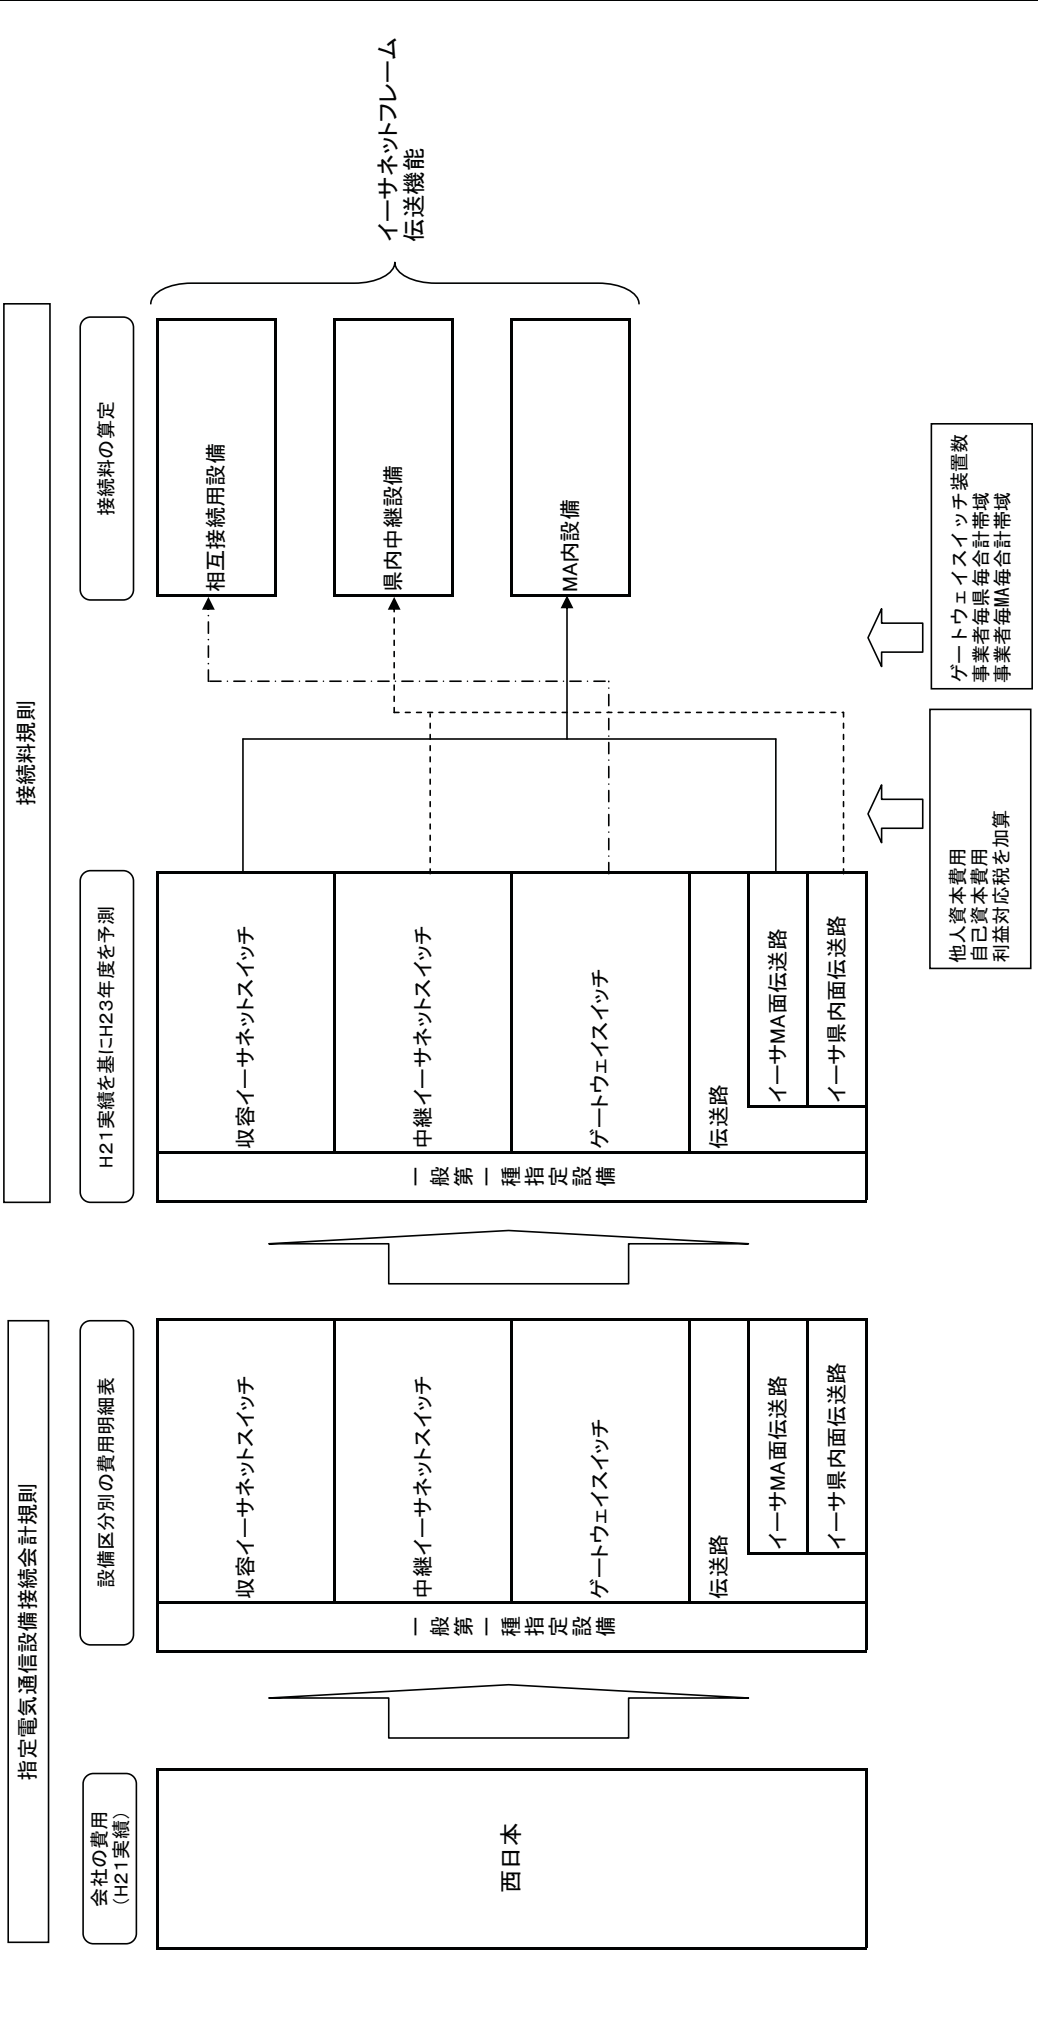 指定電気通信設備接続会計規則
接続料規則
会社の費用
(H21実績)
設備区分別の費用明細表
H21実績を基にH23年度を予測
接続料の算定
西日本
一般第一種指定設備
収容イーサネットスイッチ
中継イーサネットスイッチ
ゲートウェイスイッチ
伝送路
イーサMA面伝送路
イーサ県内面伝送路
一般第一種指定設備
収容イーサネットスイッチ
中継イーサネットスイッチ
ゲートウェイスイッチ
伝送路
イーサMA面伝送路
イーサ県内面伝送路
相互接続用設備
県内中継設備
MA内設備
イーサネットフレーム
伝送機能
他人資本費用
自己資本費用
利益対応税を加算
ゲートウェイスイッチ装置数
事業者毎県毎合計帯域
事業者毎MA毎合計帯域